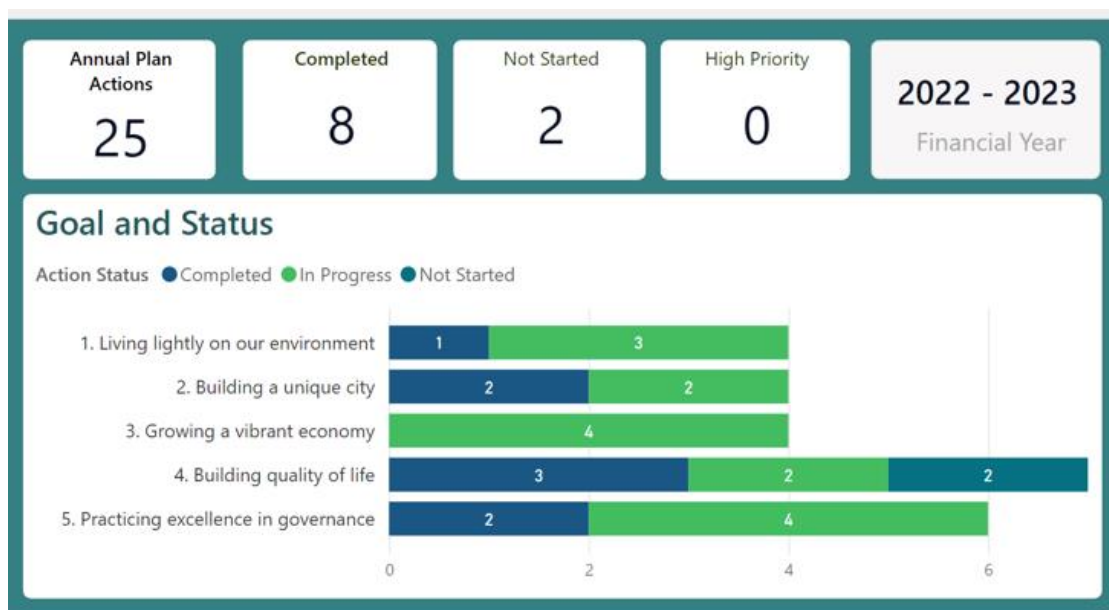 Annual Plan
Actions
25
Completed
8
Not Started
2
High Priority
0
2022 - 2023
Financial Year
Goal and Status
Action Status Completed In Progress Not Started
1. Living lightly on our environment 1 3
2. Building a unique city 2 2
3. Growing a vibrant economy 4
4. Building quality of life 3 2 2
5. Practicing excellence in governance 2 4
0 2 4 6